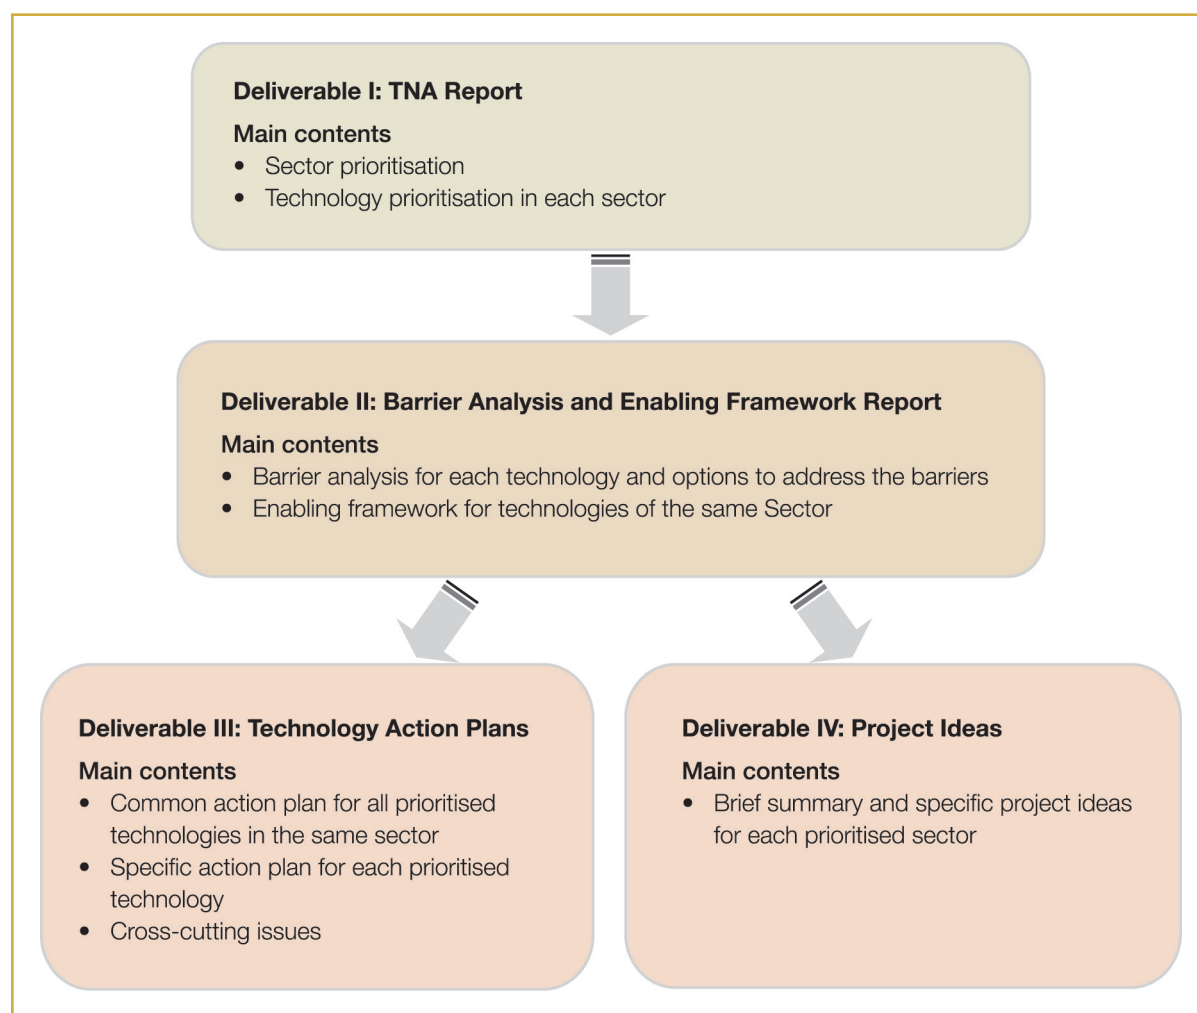 Deliverable I: TNA Report
Main contents
• Sector prioritisation
• Technology prioritisation in each sector
Deliverable II: Barrier Analysis and Enabling Framework Report
Main contents
• Barrier analysis for each technology and options to address the barriers
• Enabling framework for technologies of the same Sector
Deliverable III: Technology Action Plans
Main contents
• Common action plan for all prioritised
technologies in the same sector
• Specific action plan for each prioritised
technology
• Cross-cutting issues
Deliverable IV: Project Ideas
Main contents
• Brief summary and specific project ideas
for each prioritised sector